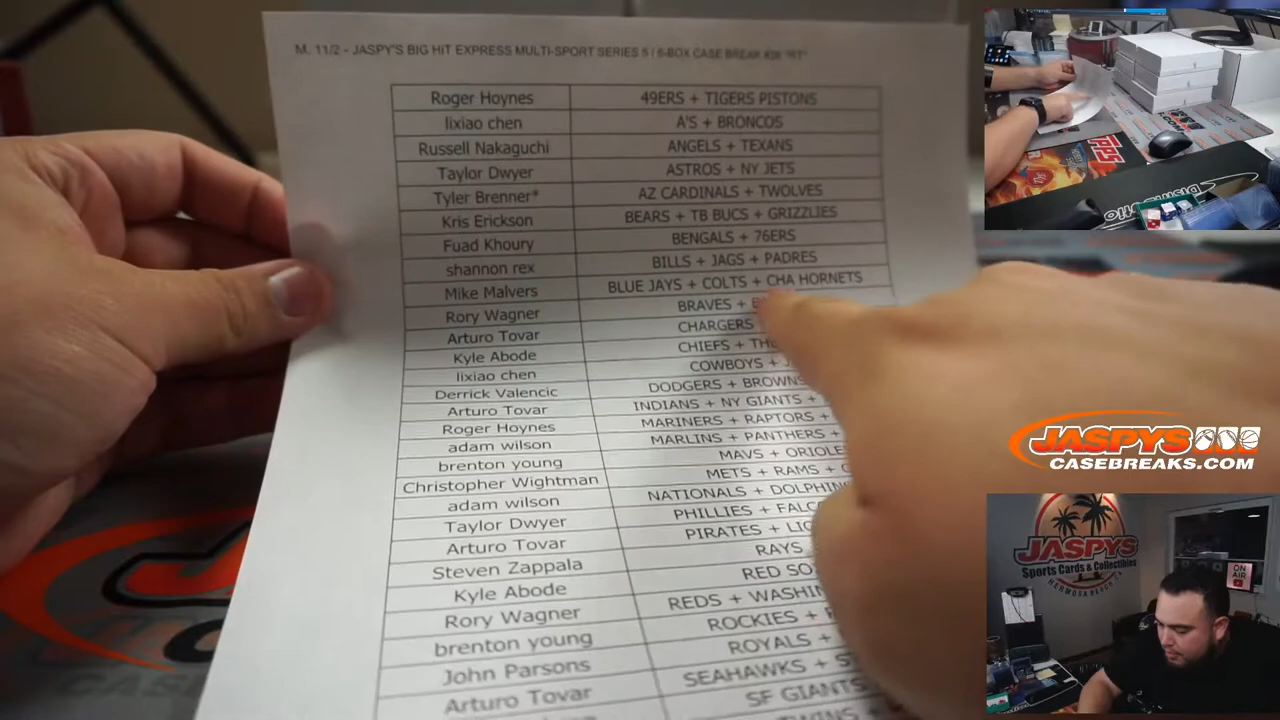 M. 11/2 - JASPY'S BIG HIT EXPRESS MULTI-SPORT SERIES 5 | 6-BOX CASE BREAK
Roger Hoynes 49ERS + TIGERS PISTONS
lixiao chen A'S + BRONCOS
Russell Nakaguchi ANGELS + TEXANS
Taylor Dwyer ASTROS + NY JETS
Tyler Brenner* AZ CARDINALS + TWOLVES
Kris Erickson BEARS + TB BUCS + GRIZZLIES
Fuad Khoury BENGALS + 76ERS
shannon rex BILLS + JAGS + PADRES
Mike Malvers BLUE JAYS + COLTS + CHA HORNETS
Rory Wagner BRAVES +
Arturo Tovar CHARGERS
Kyle Abode CHIEFS +
lixiao chen COWBOYS +
Derrick Valencic DODGERS + BROWNS
Arturo Tovar INDIANS + NY GIANTS +
Roger Hoynes MARINERS + RAPTORS +
adam wilson MARLINS + PANTHERS +
brenton young MAVS +
Christopher Wightman METS + RAMS +
adam wilson NATIONALS +
Taylor Dwyer PHILLIES +
Arturo Tovar PIRATES +
Steven Zappala RAYS
Kyle Abode RED
Rory Wagner REDS +
brenton young ROCKIES +
John Parsons ROYALS +
Arturo Tovar SEAHAWKS +
SF GIANTS
JASPYS
CASEBREAKS.COM
JASPYS
Sports Cards & Collectibles
HERMOSA BEACH CA
ON AIR